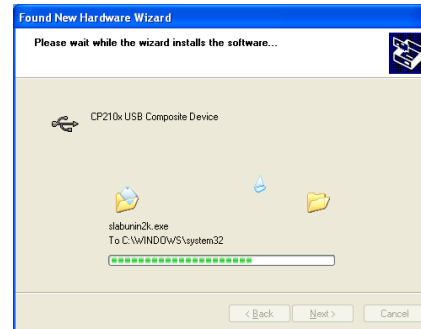 Found New Hardware Wizard
Please wait while the wizard installs the software...
CP210x USB Composite Device
slabunin2k.exe
To C:\WINDOWS\system32
< Back Next > Cancel